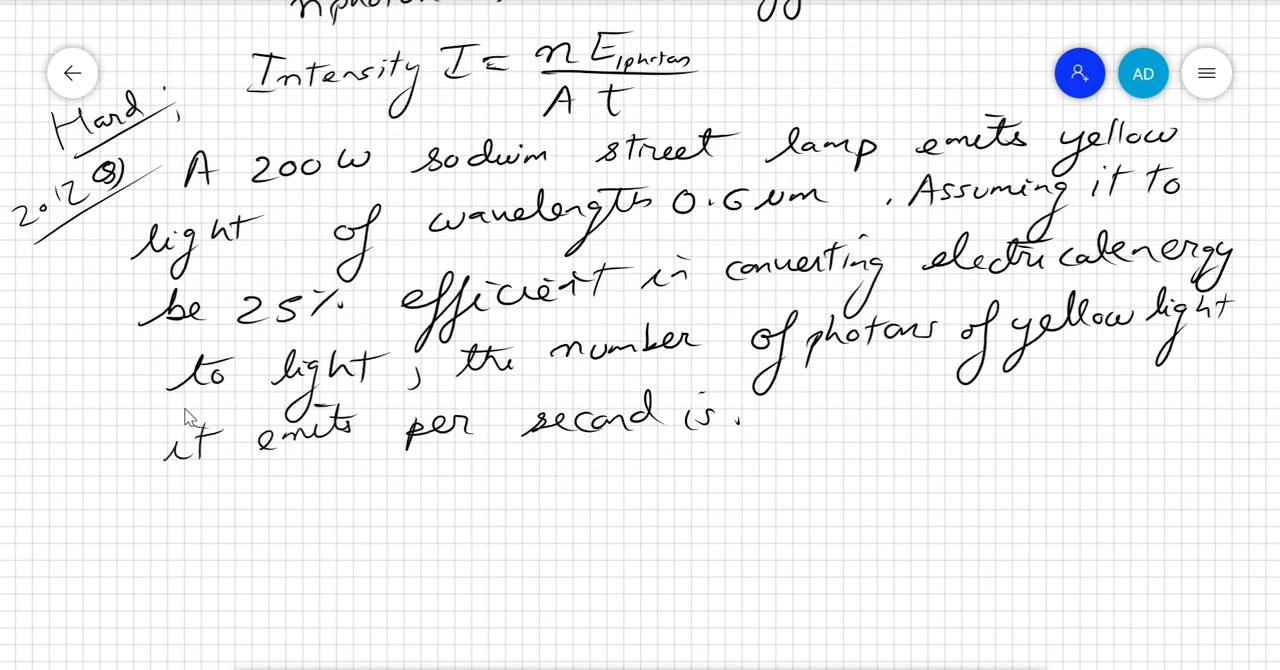 Intensity I = n E1photon / A t
Hard:
2012(8)
A 200W sodium street lamp emits yellow
light of wavelength 0.6 μm. Assuming it to
be 25% efficient in converting electrical energy
to light, the number of photons of yellow light
it emits per second is.
AD